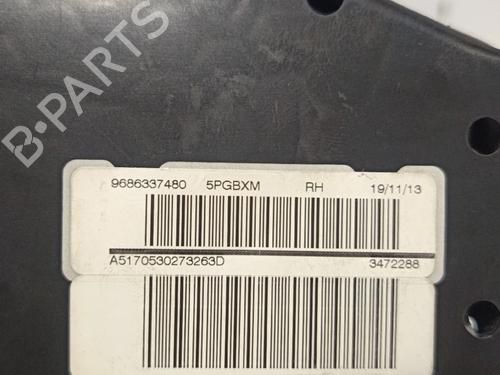 9686337480 5PGBXM RH 19/11/13
A5170530273263D 3472288
B-PARTS